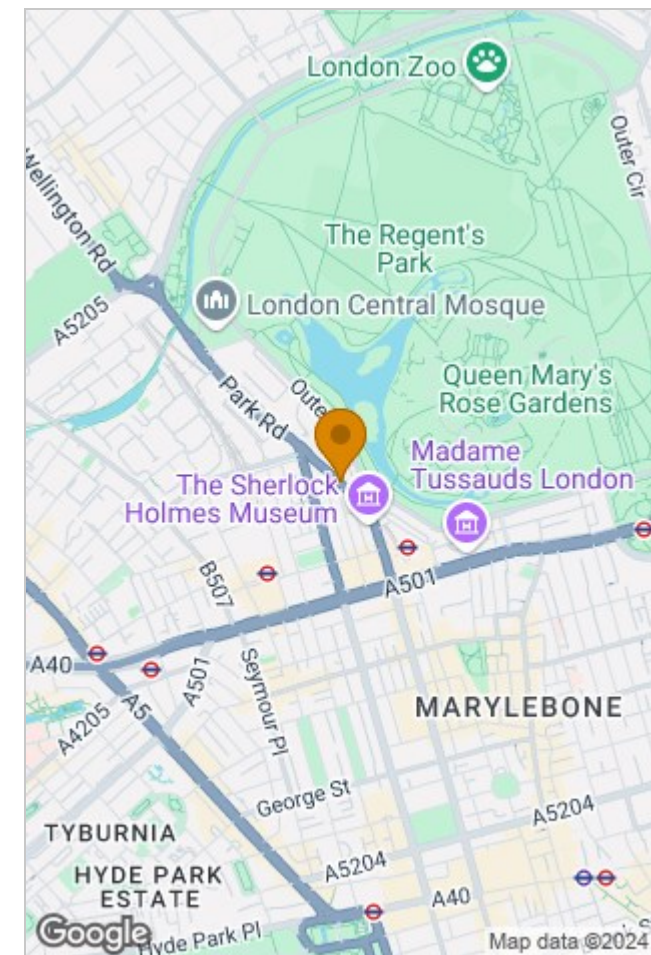 London Zoo
Outer Cir
Wellington Rd
The Regent's
Park
London Central Mosque
A5205
Queen Mary's
Rose Gardens
Park Rd
Madame
Tussauds London
The Sherlock
Holmes Museum
A501
B507
A40
A501
Seymour Pl
MARYLEBONE
A4205
A5
George St
A5204
TYBURNIA
HYDE PARK
ESTATE
A5204
A40
Hyde Park Pl
Google
Map data ©2024